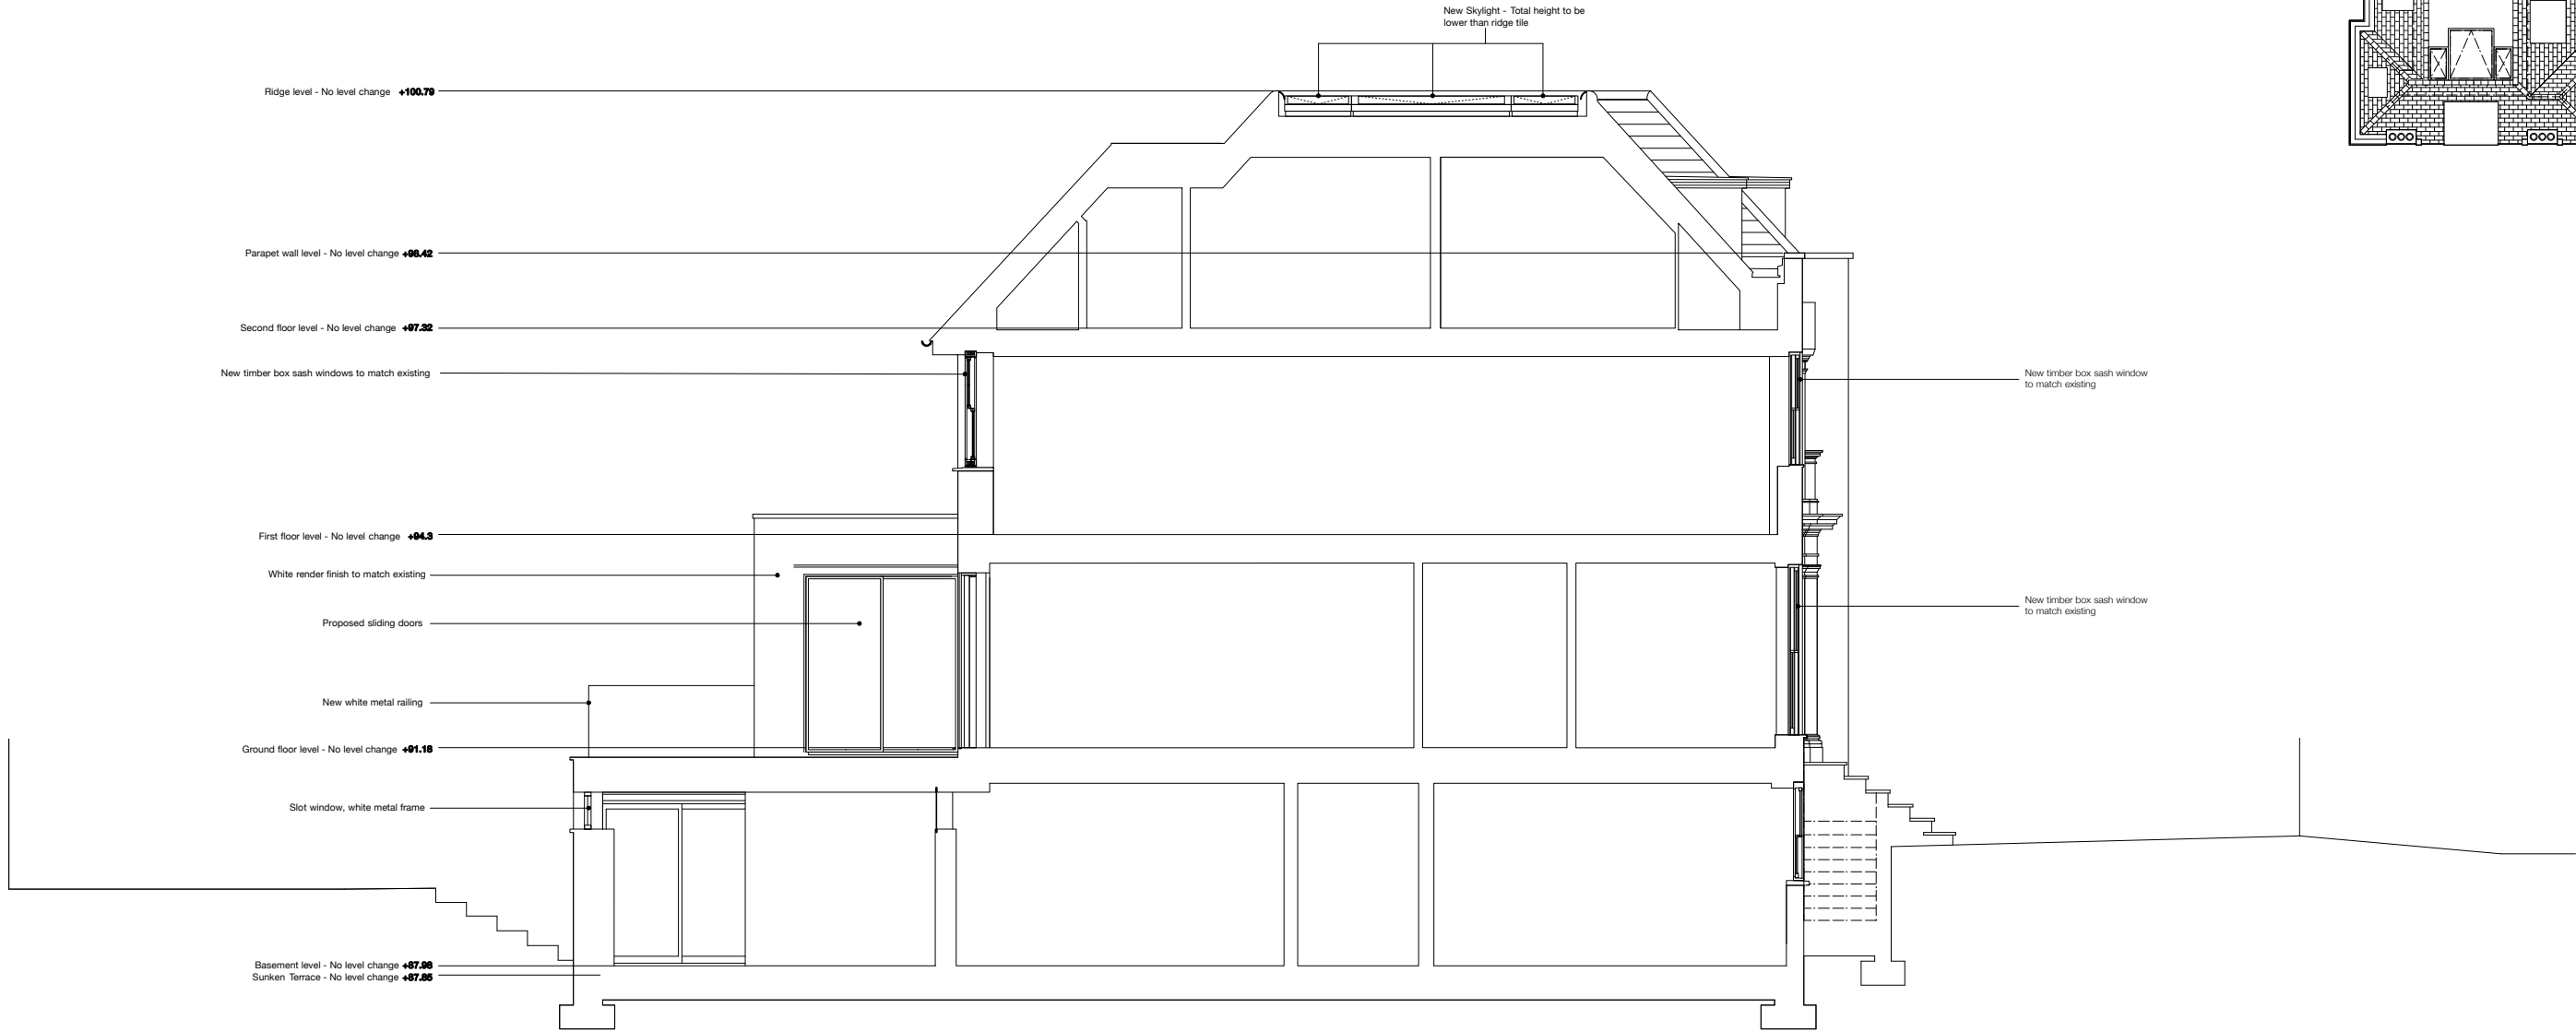 New Skylight - Total height to be
lower than ridge tile
Ridge level - No level change +100.79
Parapet wall level - No level change +98.42
Second floor level - No level change +97.32
New timber box sash windows to match existing
New timber box sash window
to match existing
First floor level - No level change +94.3
White render finish to match existing
New timber box sash window
to match existing
Proposed sliding doors
New white metal railing
Ground floor level - No level change +91.18
Slot window, white metal frame
Basement level - No level change +87.98
Sunken Terrace - No level change +87.85